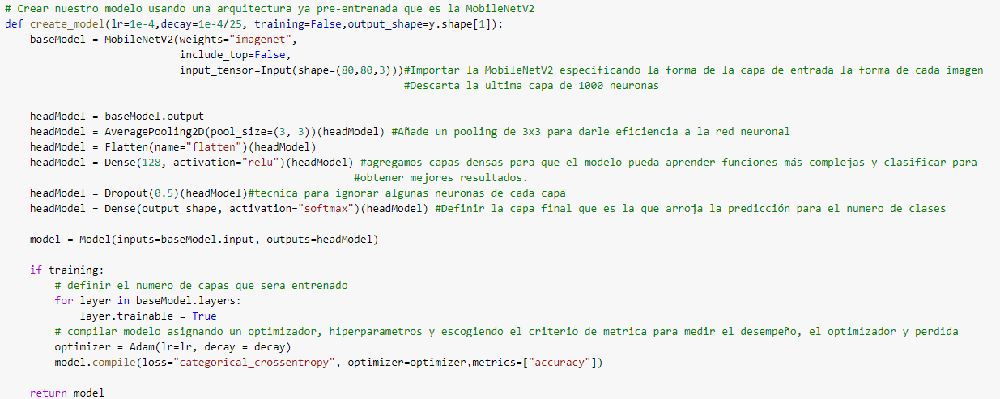 # Crear nuestro modelo usando una arquitectura ya pre-entrenada que es la MobileNetV2
def create_model(lr=1e-4,decay=1e-4/25, training=False,output_shape=y.shape[1]):
    baseModel = MobileNetV2(weights="imagenet",
                            include_top=False,
                            input_tensor=Input(shape=(80,80,3)))#Importar la MobileNetV2 especificando la forma de la capa de entrada la forma de cada imagen
                                                                #Descarta la ultima capa de 1000 neuronas
    headModel = baseModel.output
    headModel = AveragePooling2D(pool_size=(3, 3))(headModel) #Añade un pooling de 3x3 para darle eficiencia a la red neuronal
    headModel = Flatten(name="flatten")(headModel)
    headModel = Dense(128, activation="relu")(headModel) #agregamos capas densas para que el modelo pueda aprender funciones más complejas y clasificar para
                                                        #obtener mejores resultados.
    headModel = Dropout(0.5)(headModel)#tecnica para ignorar algunas neuronas de cada capa
    headModel = Dense(output_shape, activation="softmax")(headModel) #Definir la capa final que es la que arroja la predicción para el numero de clases
    model = Model(inputs=baseModel.input, outputs=headModel)
    if training:
        # definir el numero de capas que sera entrenado
        for layer in baseModel.layers:
            layer.trainable = True
        # compilar modelo asignando un optimizador, hiperparametros y escogiendo el criterio de metrica para medir el desempeño, el optimizador y perdida
        optimizer = Adam(lr=lr, decay = decay)
        model.compile(loss="categorical_crossentropy", optimizer=optimizer,metrics=["accuracy"])
    return model